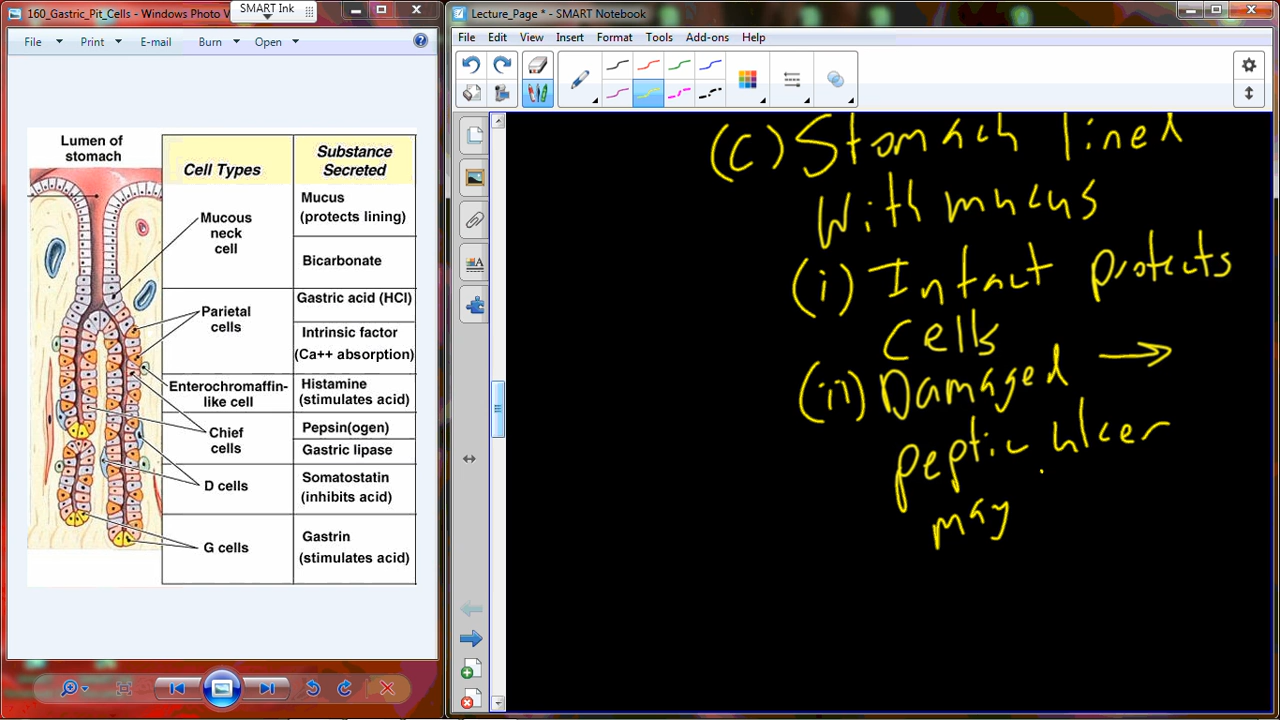 160_Gastric_Pit_Cells - Windows Photo V
SMART Ink
File Print E-mail Burn Open
Lumen of
stomach
Cell Types
Substance
Secreted
Mucous
neck
cell
Mucus
(protects lining)
Bicarbonate
Parietal
cells
Gastric acid (HCl)
Intrinsic factor
(Ca++ absorption)
Enterochromaffin-
like cell
Histamine
(stimulates acid)
Chief
cells
Pepsin(ogen)
Gastric lipase
D cells
Somatostatin
(inhibits acid)
G cells
Gastrin
(stimulates acid)
Lecture_Page * - SMART Notebook
File Edit View Insert Format Tools Add-ons Help
(c) Stomach lined
with mucus
(i) Intact protects
cells
(ii) Damaged →
peptic ulcer
may